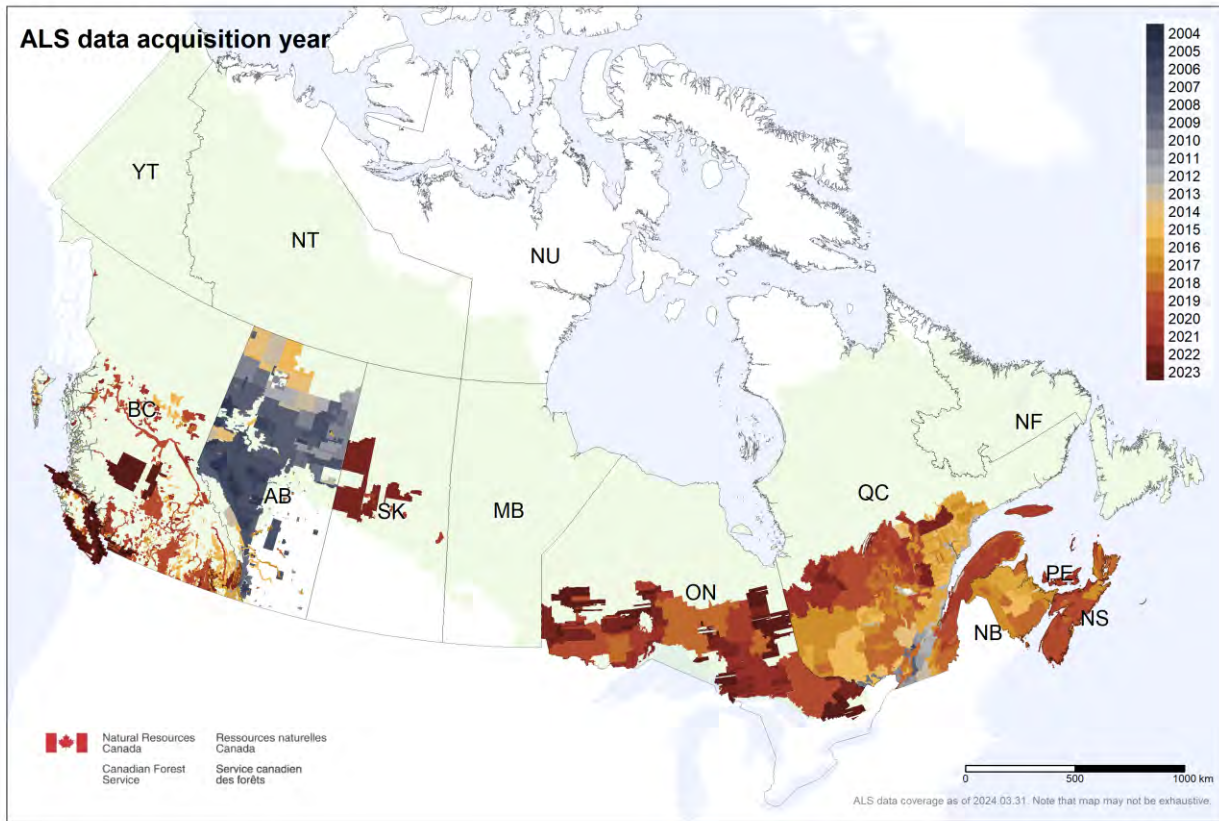 ALS data acquisition year
2004
2005
2006
2007
2008
2009
2010
2011
2012
2013
2014
2015
2016
2017
2018
2019
2020
2021
2022
2023
YT
NT
NU
BC
AB
SK
MB
ON
QC
NF
PE
NB
NS
Natural Resources
Canada
Ressources naturelles
Canada
Canadian Forest
Service
Service canadien
des forêts
0 500 1000 km
ALS data coverage as of 2024.03.31. Note that map may not be exhaustive.